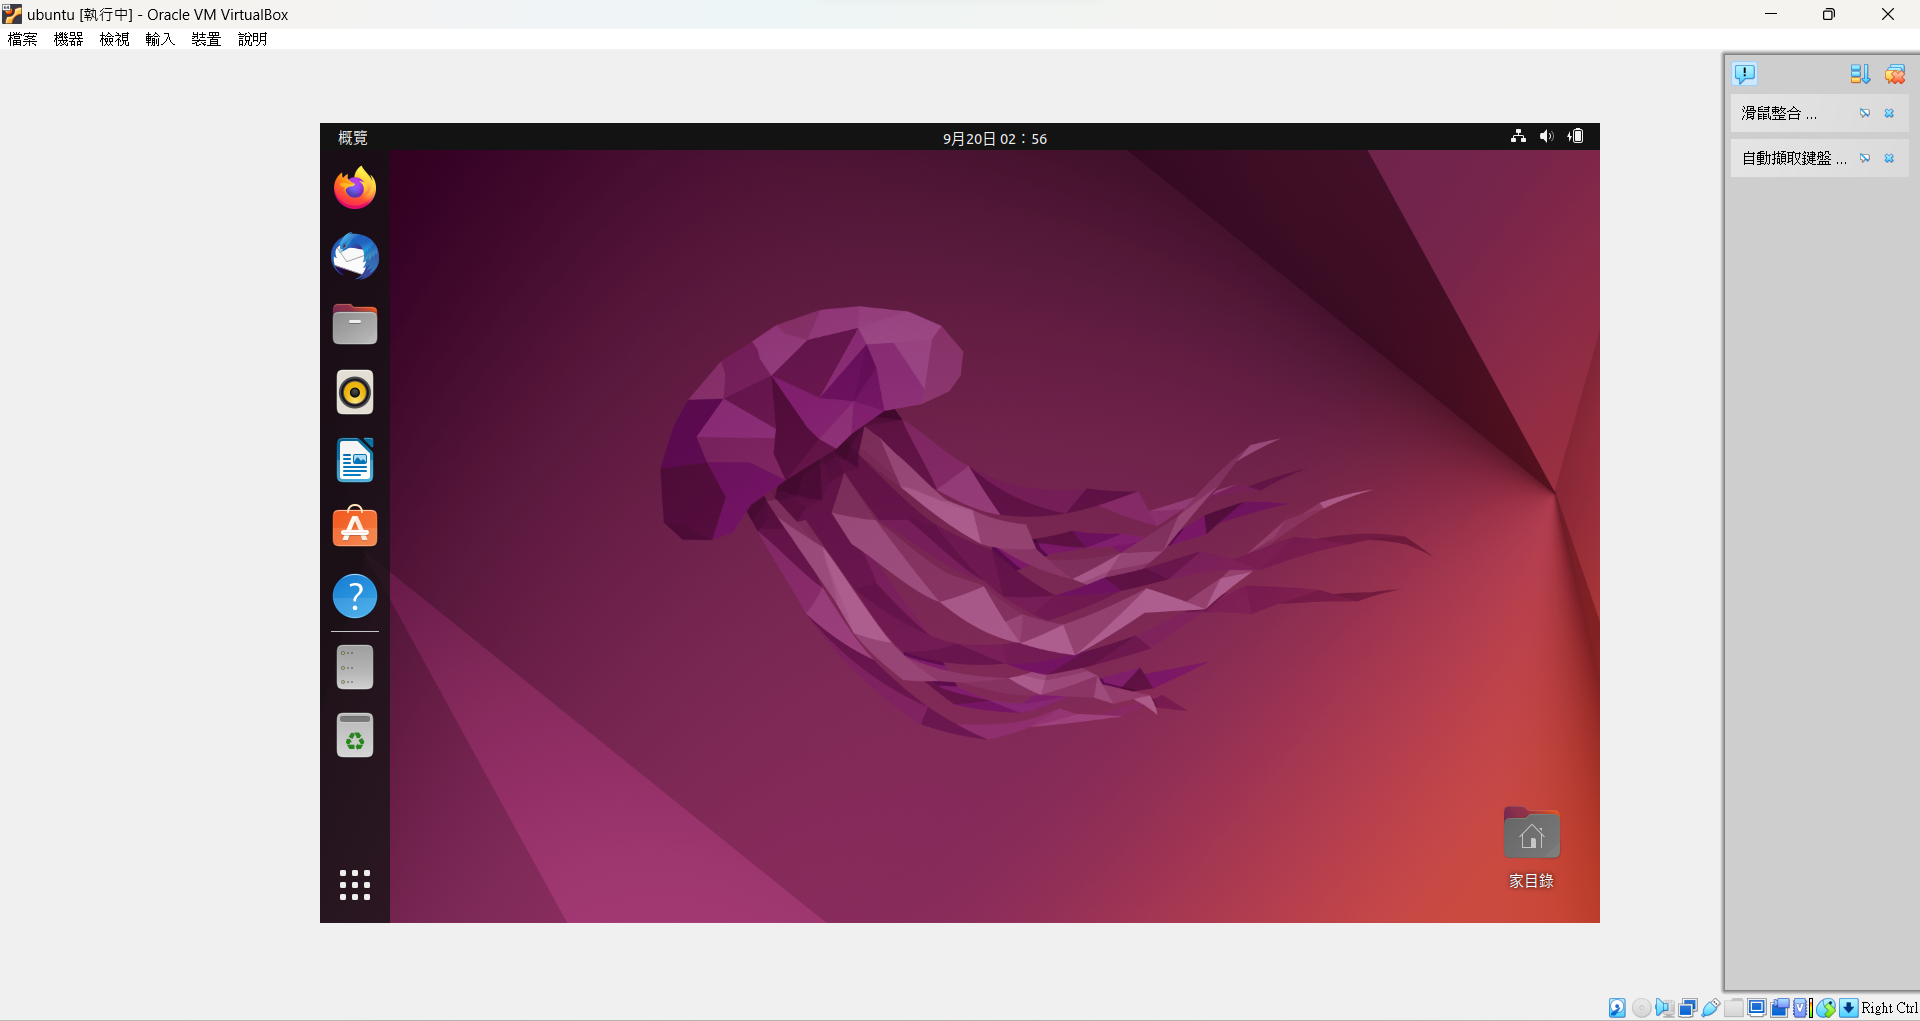 ubuntu [執行中] - Oracle VM VirtualBox
檔案 機器 檢視 輸入 裝置 說明
滑鼠整合 ...
自動擷取鍵盤 ...
概覽 9月20日 02：56
家目錄
Right Ctrl